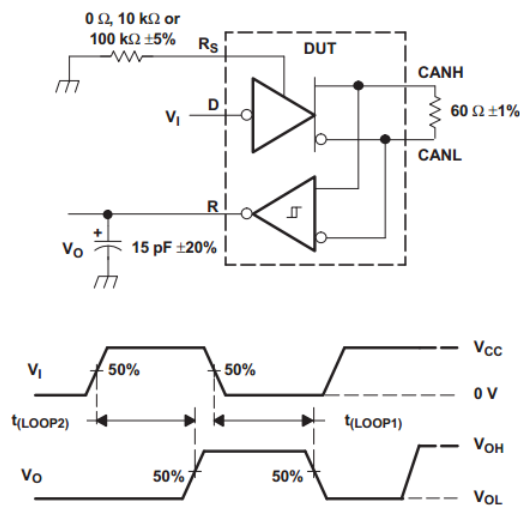 0 Ω, 10 kΩ or
100 kΩ ±5%
RS
DUT
CANH
D
VI
60 Ω ±1%
CANL
R
+
VO
15 pF ±20%
VCC
VI
50%
50%
0 V
t(LOOP2)
t(LOOP1)
VOH
VO
50%
50%
VOL